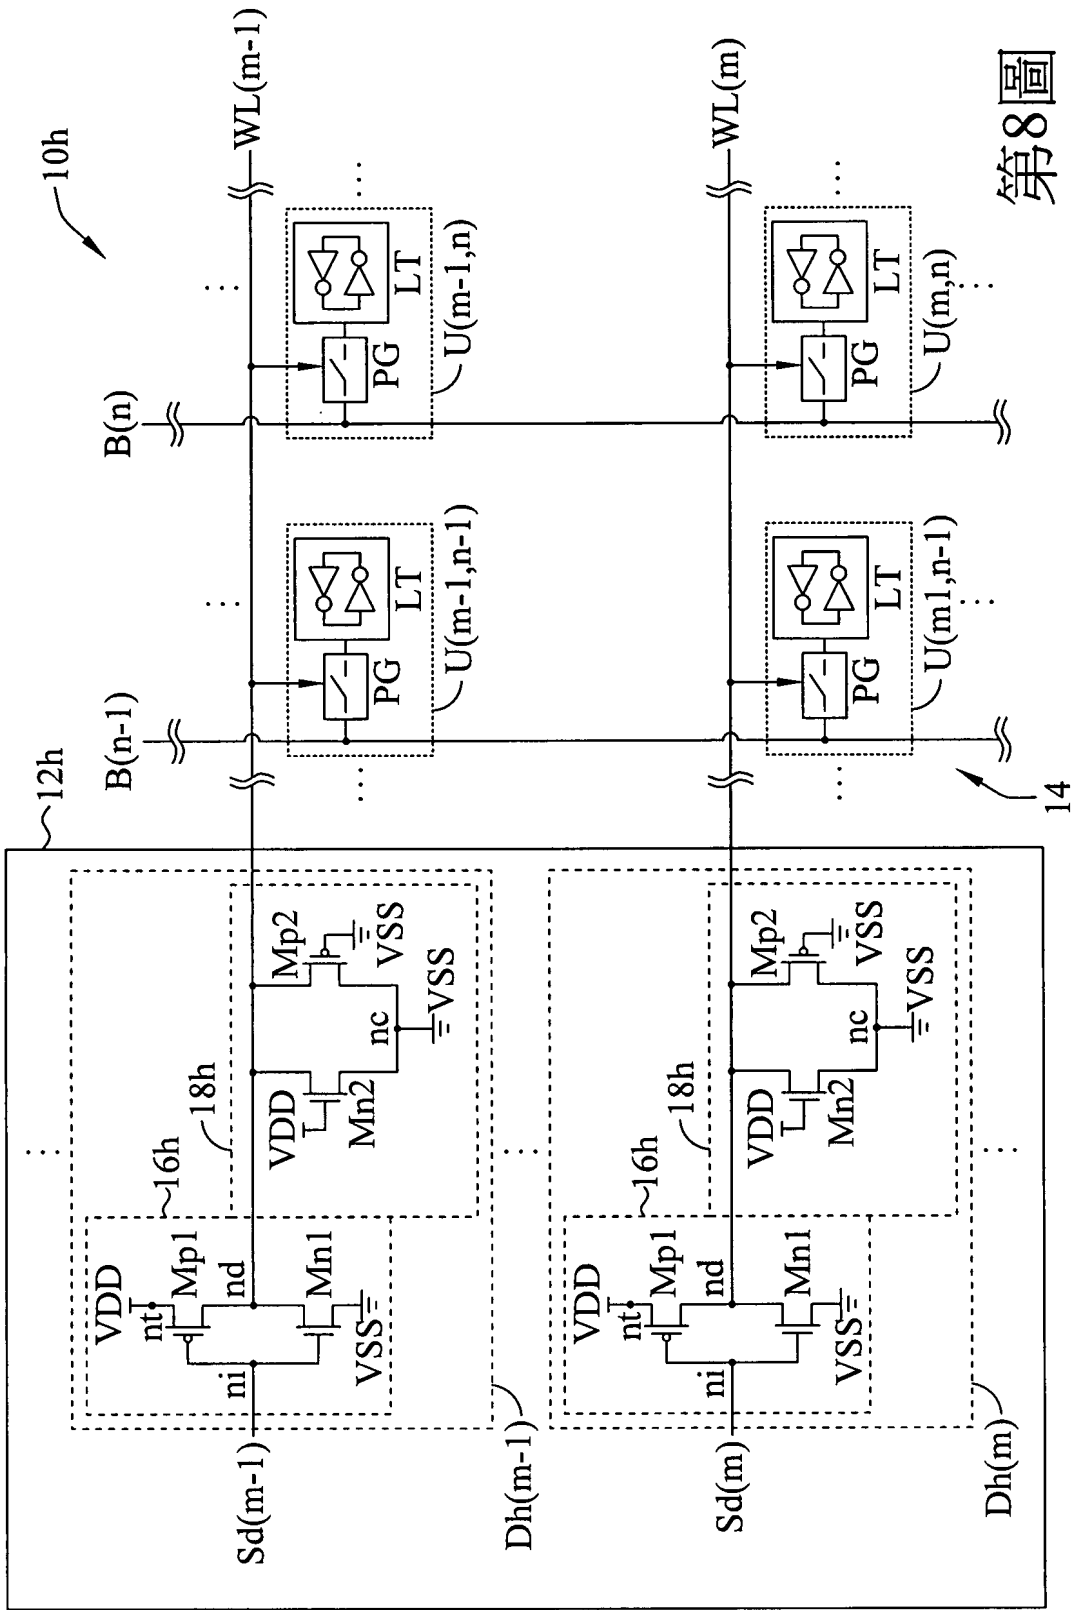 10h
12h
B(n-1)
B(n)
WL(m-1)
Sd(m-1)
Dh(m-1)
16h
18h
VDD
nt
Mp1
ni
nd
Mn1
VSS
VDD
Mn2
Mp2
VSS
nc
VSS
PG
LT
U(m-1,n-1)
PG
LT
U(m-1,n)
WL(m)
Sd(m)
Dh(m)
16h
18h
VDD
nt
Mp1
ni
nd
Mn1
VSS
VDD
Mn2
Mp2
VSS
nc
VSS
PG
LT
U(m1,n-1)
PG
LT
U(m,n)
14
第8圖